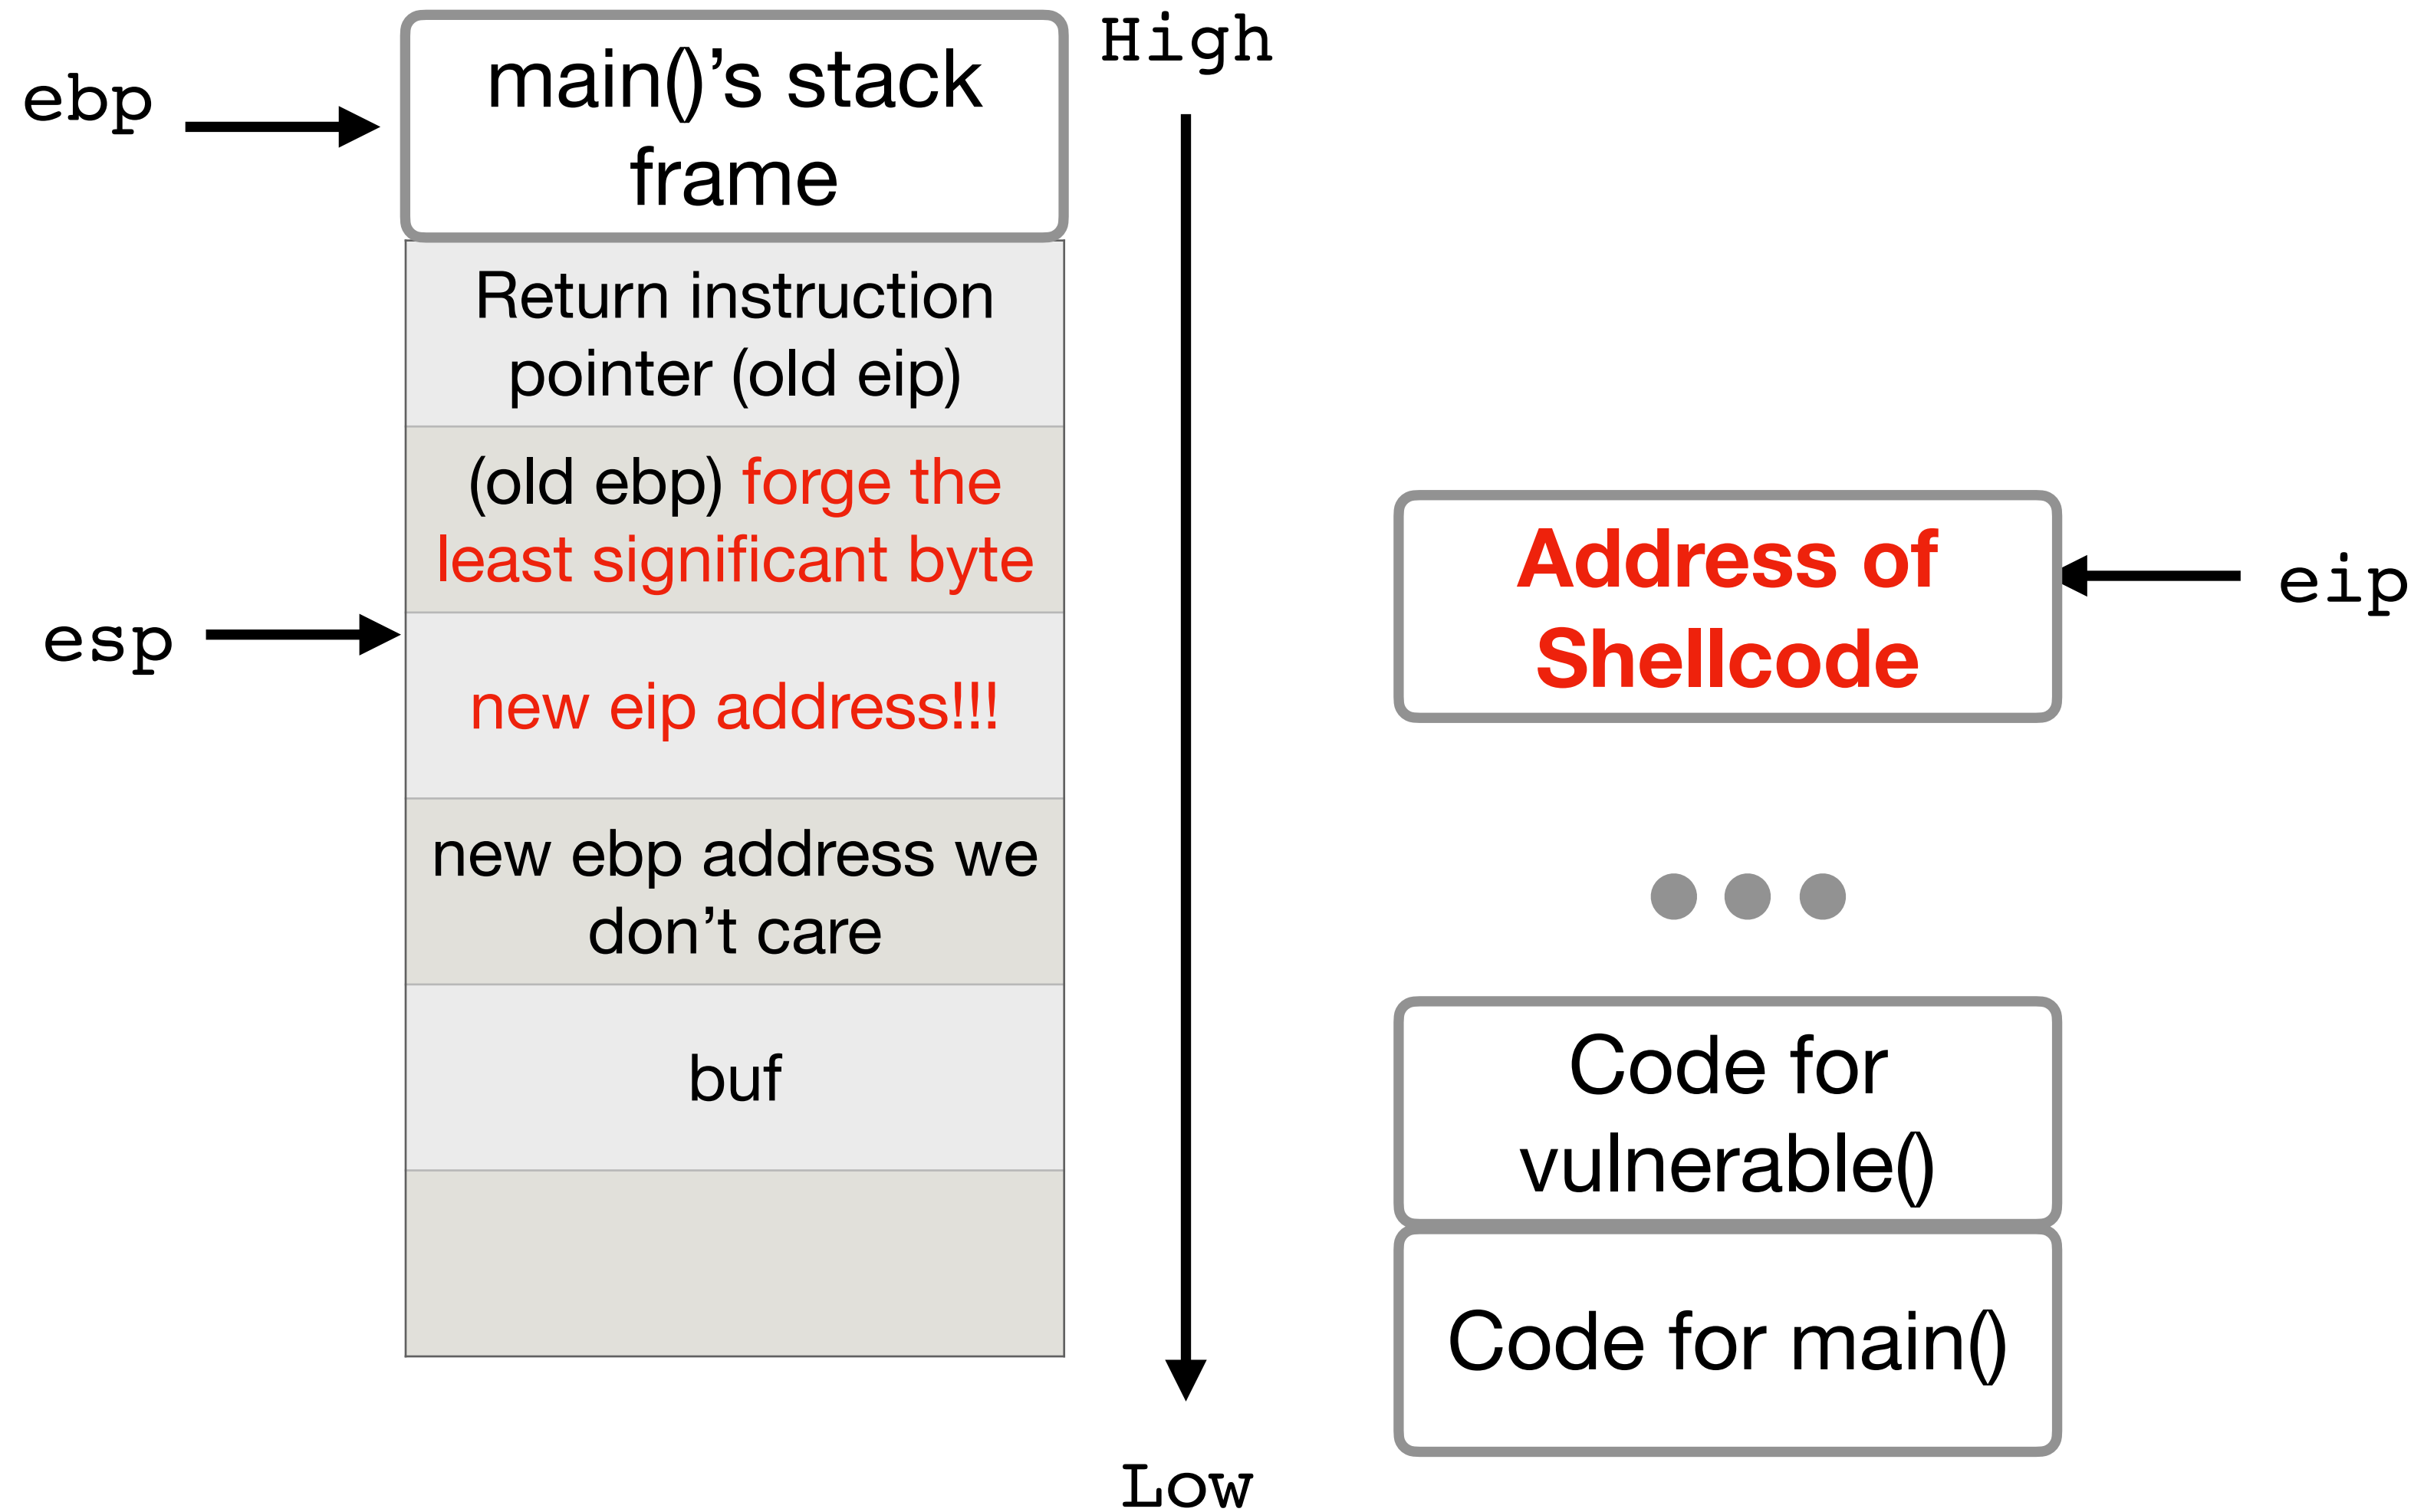 ebp
main()’s stack
frame
Return instruction
pointer (old eip)
(old ebp) forge the
least significant byte
esp
new eip address!!!
new ebp address we
don’t care
buf
High
Low
Address of
Shellcode
eip
Code for
vulnerable()
Code for main()